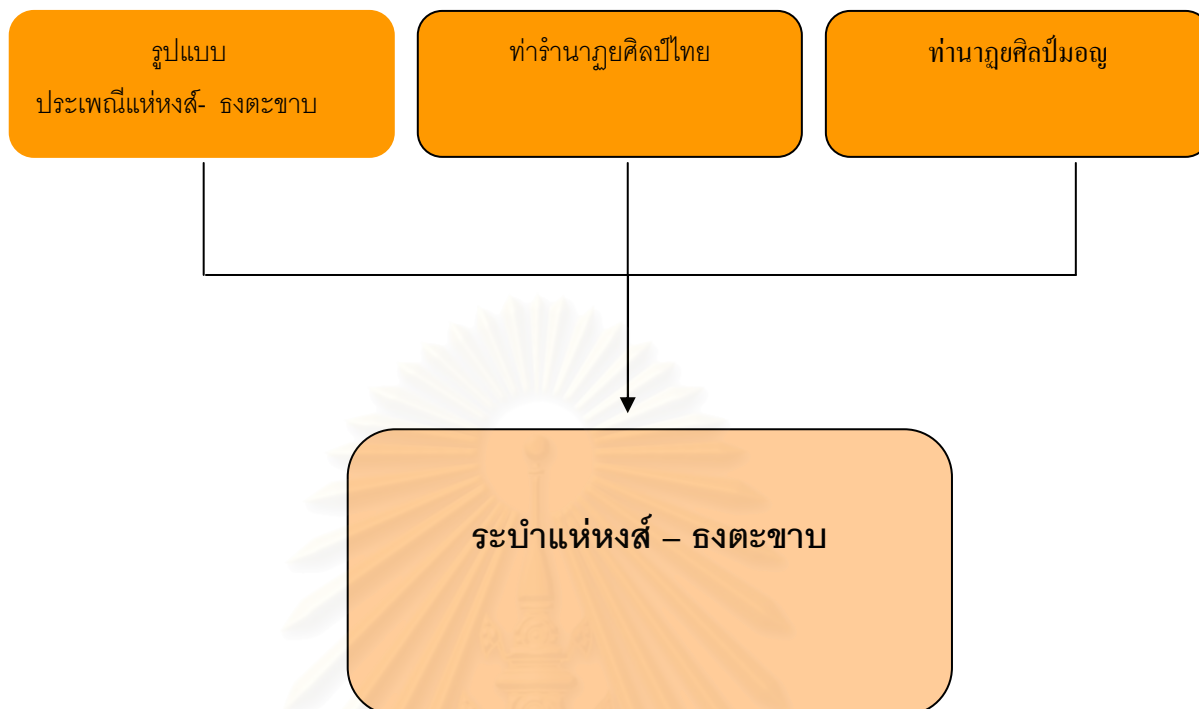 รูปแบบ
ประเพณีแห่หงส์- ธงตะขาบ
ท่ารำนาฏยศิลป์ไทย
ท่านาฏยศิลป์มอญ
ระบำแห่หงส์ – ธงตะขาบ